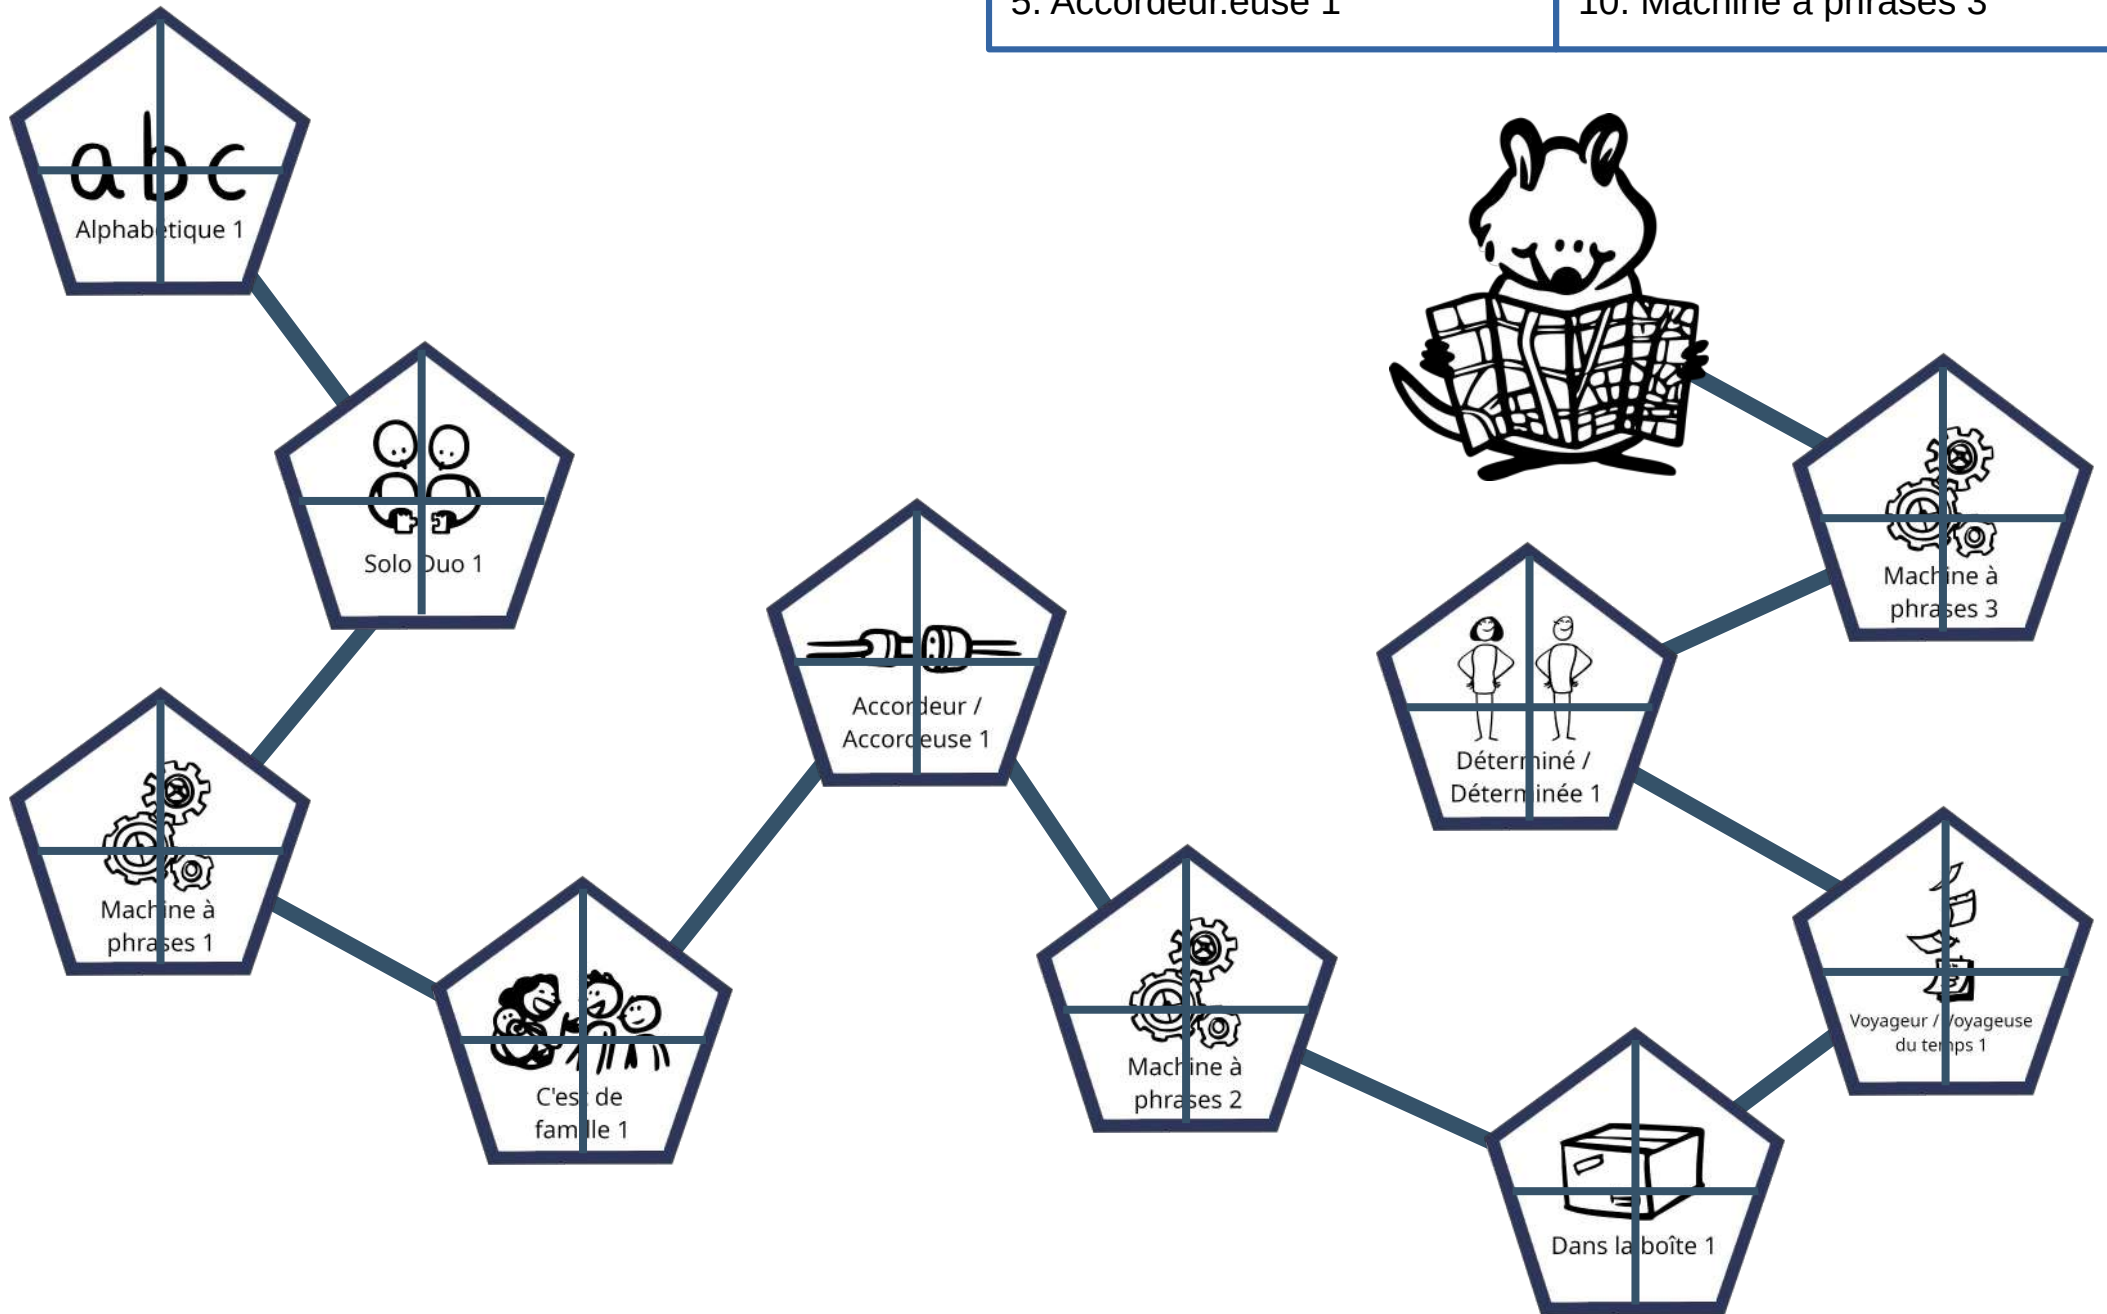 5. Accordeur.euse 1
10. Machine à phrases 3
abc
Alphabétique 1
Solo Duo 1
Machine à
phrases 1
C'est de
famille 1
Accordeur /
Accordeuse 1
Machine à
phrases 2
Dans la boîte 1
Voyageur / Voyageuse
du temps 1
Déterminé /
Déterminée 1
Machine à
phrases 3